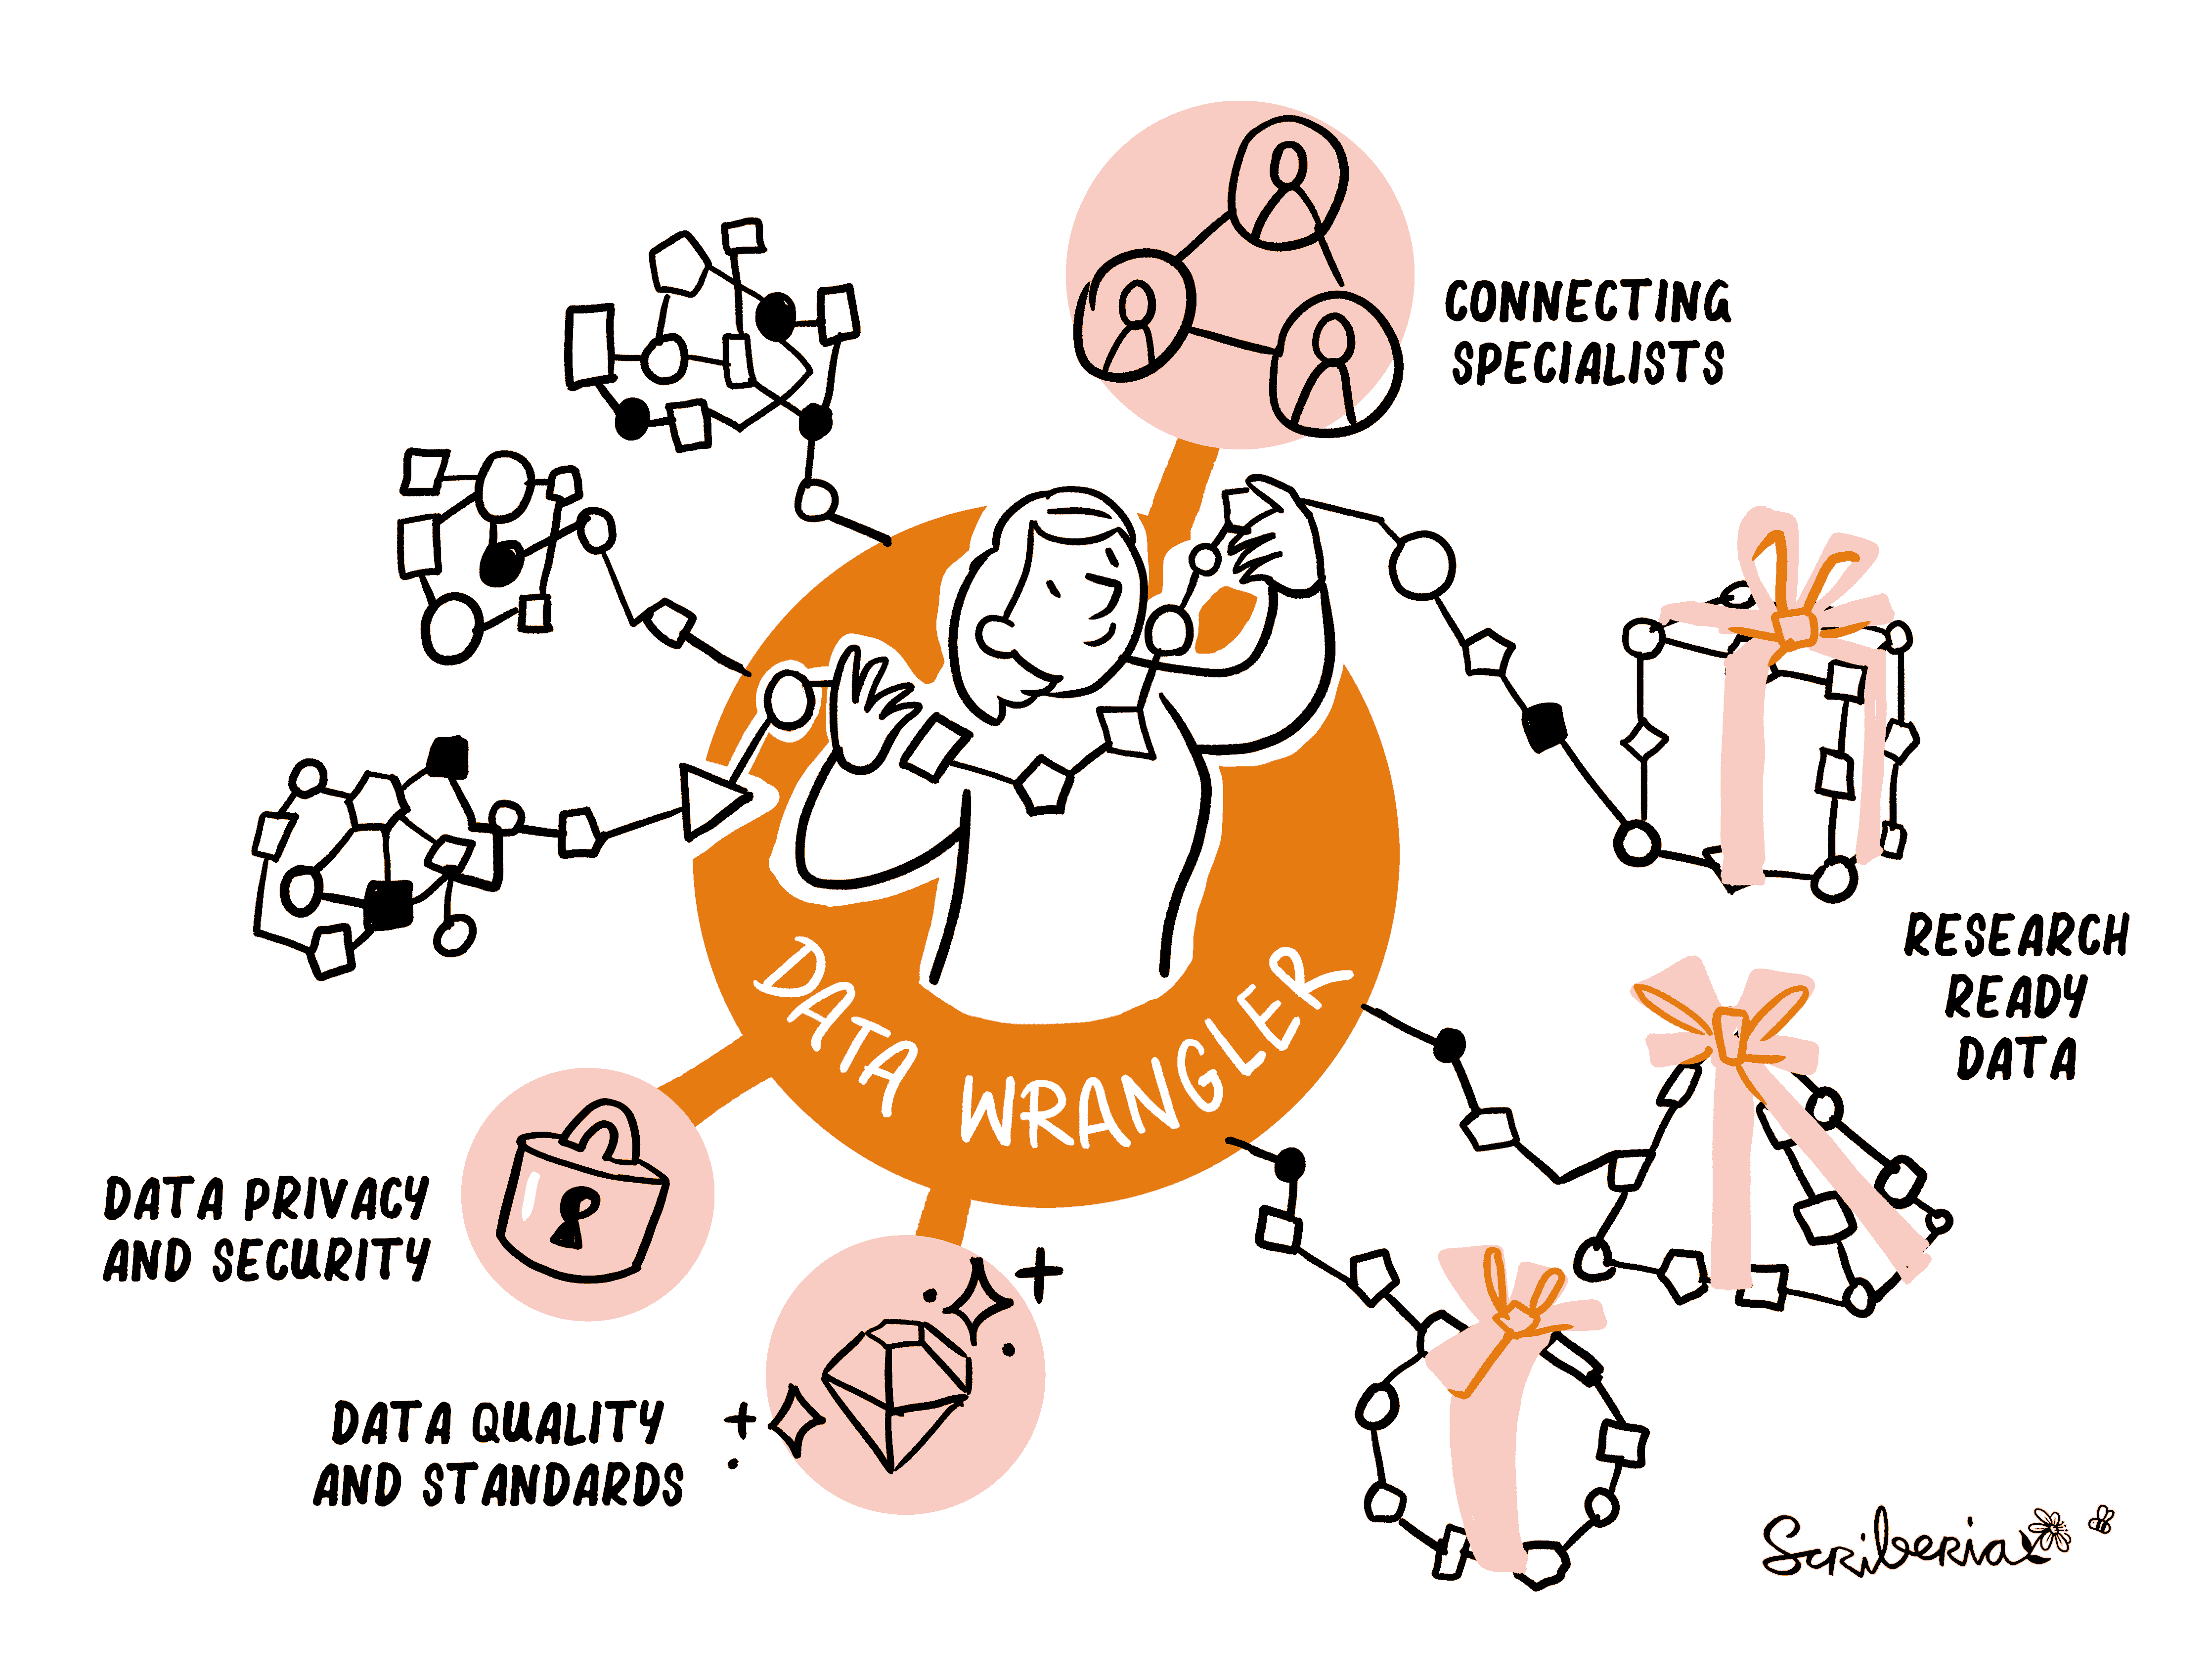 CONNECTING
SPECIALISTS
DATA WRANGLER
RESEARCH
READY
DATA
DATA PRIVACY
AND SECURITY
DATA QUALITY
AND STANDARDS
Scriberia